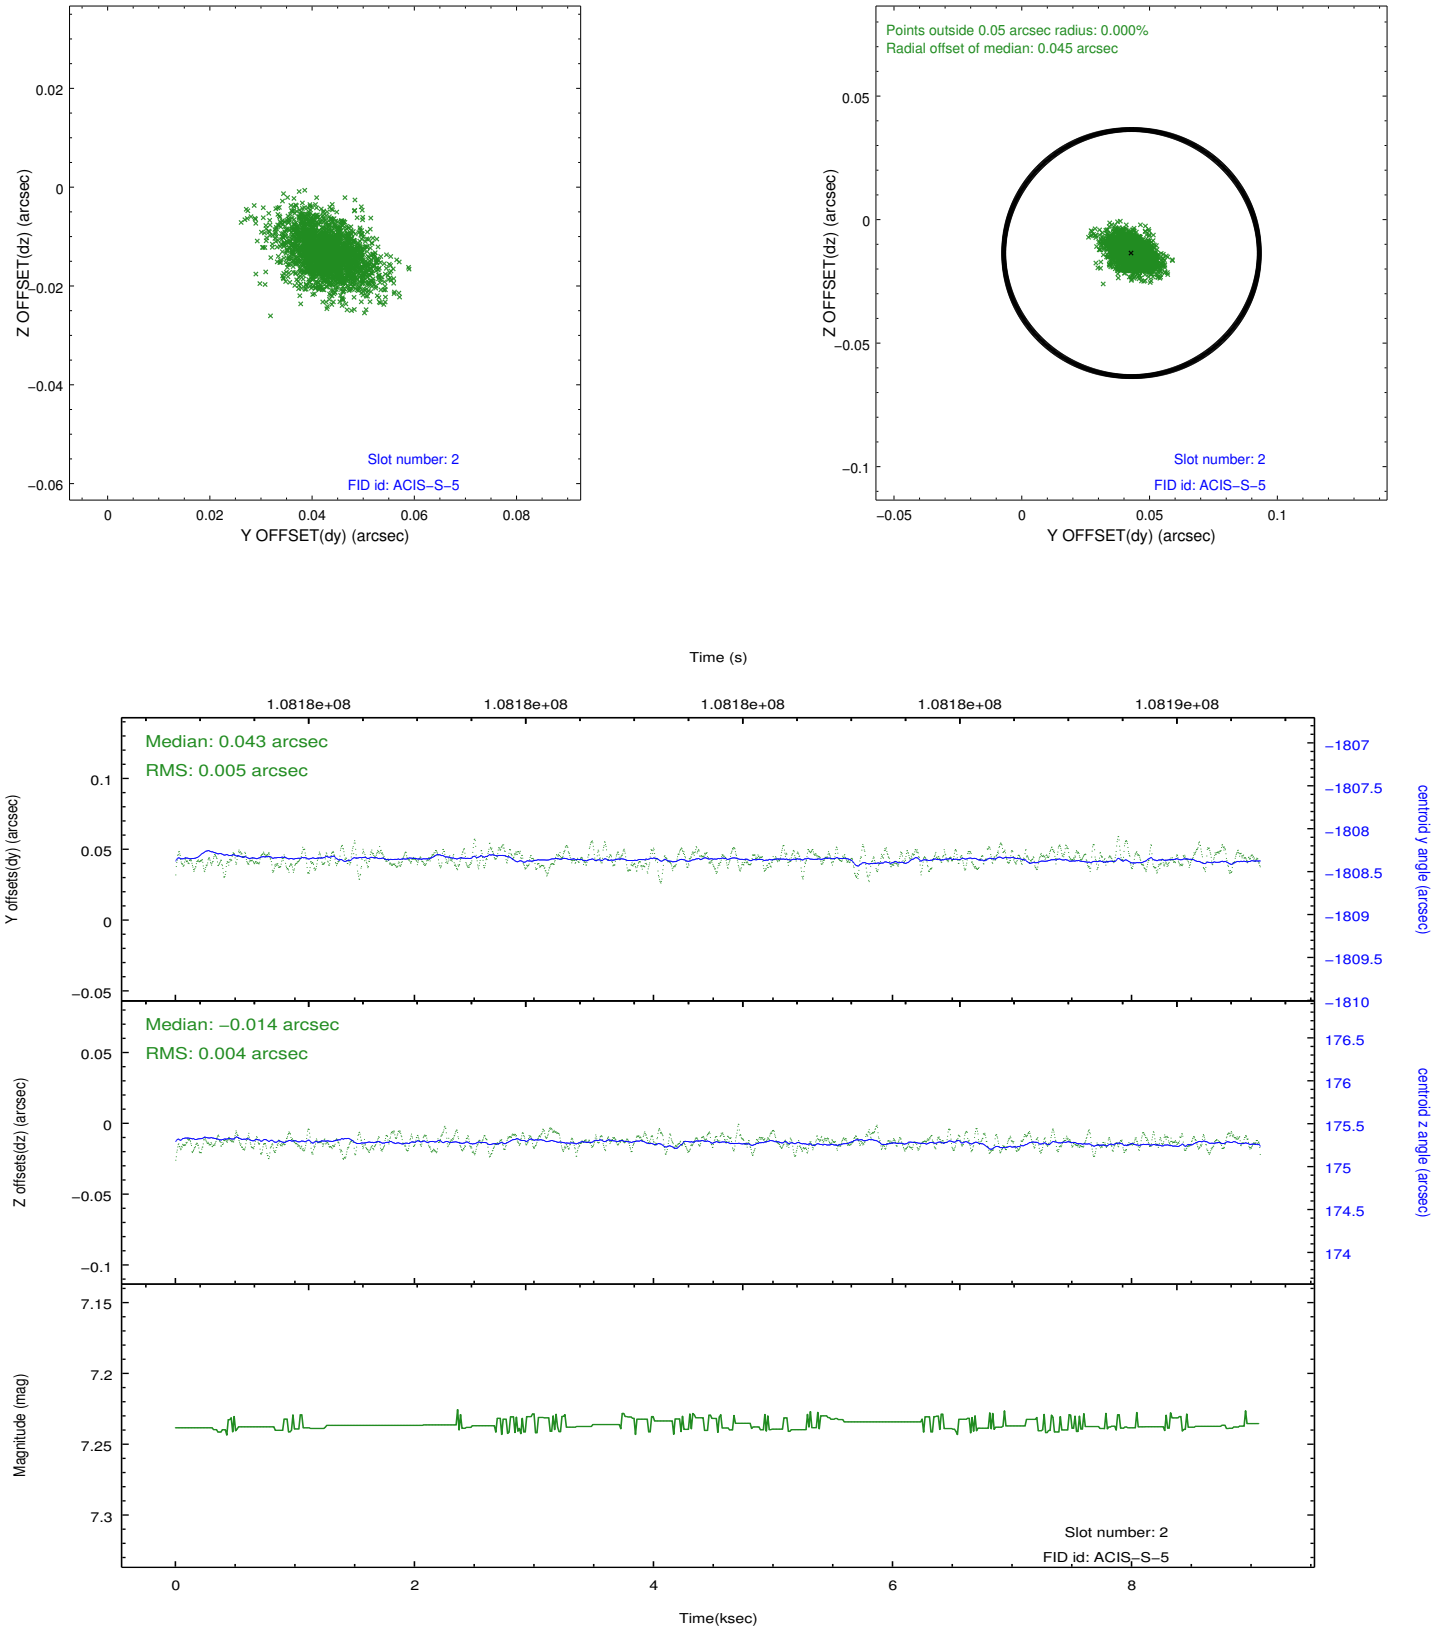 0.02
0
−0.02
−0.04
−0.06
Z OFFSET(dz) (arcsec)
Slot number: 2
FID id: ACIS−S−5
0
0.02
0.04
0.06
0.08
Y OFFSET(dy) (arcsec)
Points outside 0.05 arcsec radius: 0.000%
Radial offset of median: 0.045 arcsec
0.05
0
−0.05
−0.1
Z OFFSET(dz) (arcsec)
Slot number: 2
FID id: ACIS−S−5
−0.05
0
0.05
0.1
Y OFFSET(dy) (arcsec)
Time (s)
1.0818e+08
1.0818e+08
1.0818e+08
1.0818e+08
1.0819e+08
Median: 0.043 arcsec
RMS: 0.005 arcsec
0.1
0.05
0
−0.05
Y offsets(dy) (arcsec)
−1807
−1807.5
−1808
−1808.5
−1809
−1809.5
−1810
centroid y angle (arcsec)
Median: −0.014 arcsec
RMS: 0.004 arcsec
0.05
0
−0.05
−0.1
Z offsets(dz) (arcsec)
176.5
176
175.5
175
174.5
174
centroid z angle (arcsec)
7.15
7.2
7.25
7.3
Magnitude (mag)
Slot number: 2
FID id: ACIS−S−5
0
2
4
6
8
Time(ksec)